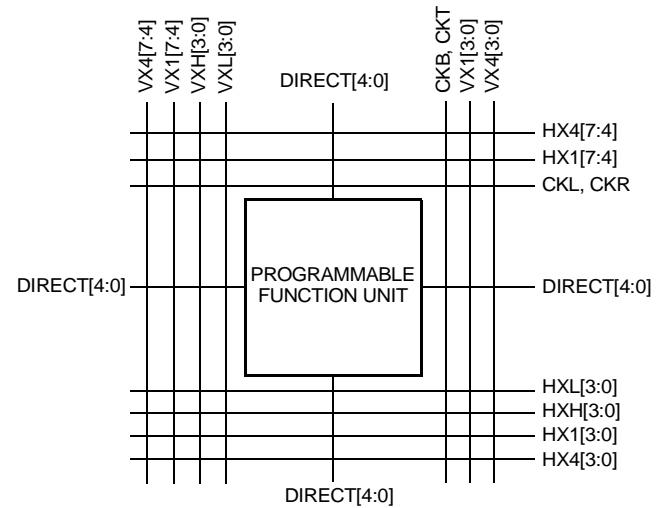 VX4[7:4]
VX1[7:4]
VXH[3:0]
VXL[3:0]
DIRECT[4:0]
CKB, CKT
VX1[3:0]
VX4[3:0]
HX4[7:4]
HX1[7:4]
CKL, CKR
DIRECT[4:0]
PROGRAMMABLE
FUNCTION UNIT
DIRECT[4:0]
HXL[3:0]
HXH[3:0]
HX1[3:0]
HX4[3:0]
DIRECT[4:0]